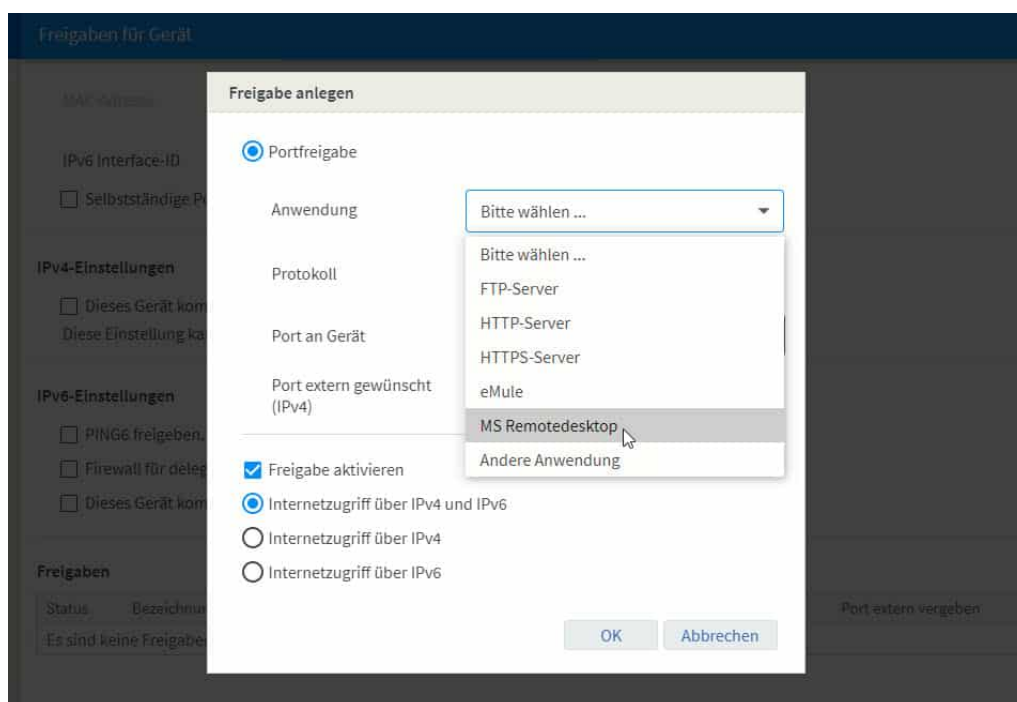 Freigaben für Gerät
MAC-Adresse
Freigabe anlegen
IPv6 Interface-ID
Selbstständige
Portfreigabe
Anwendung
Bitte wählen ...
Bitte wählen ...
FTP-Server
HTTP-Server
HTTPS-Server
eMule
MS Remotedesktop
Andere Anwendung
Protokoll
Port an Gerät
Port extern gewünscht
(IPv4)
Freigabe aktivieren
Internetzugriff über IPv4 und IPv6
Internetzugriff über IPv4
Internetzugriff über IPv6
OK
Abbrechen
IPv4-Einstellungen
Dieses Gerät kom
Diese Einstellung ka
IPv6-Einstellungen
PING6 freigeben.
Firewall für deleg
Dieses Gerät kom
Freigaben
Status Bezeichnu Port extern vergeben
Es sind keine Freigabe